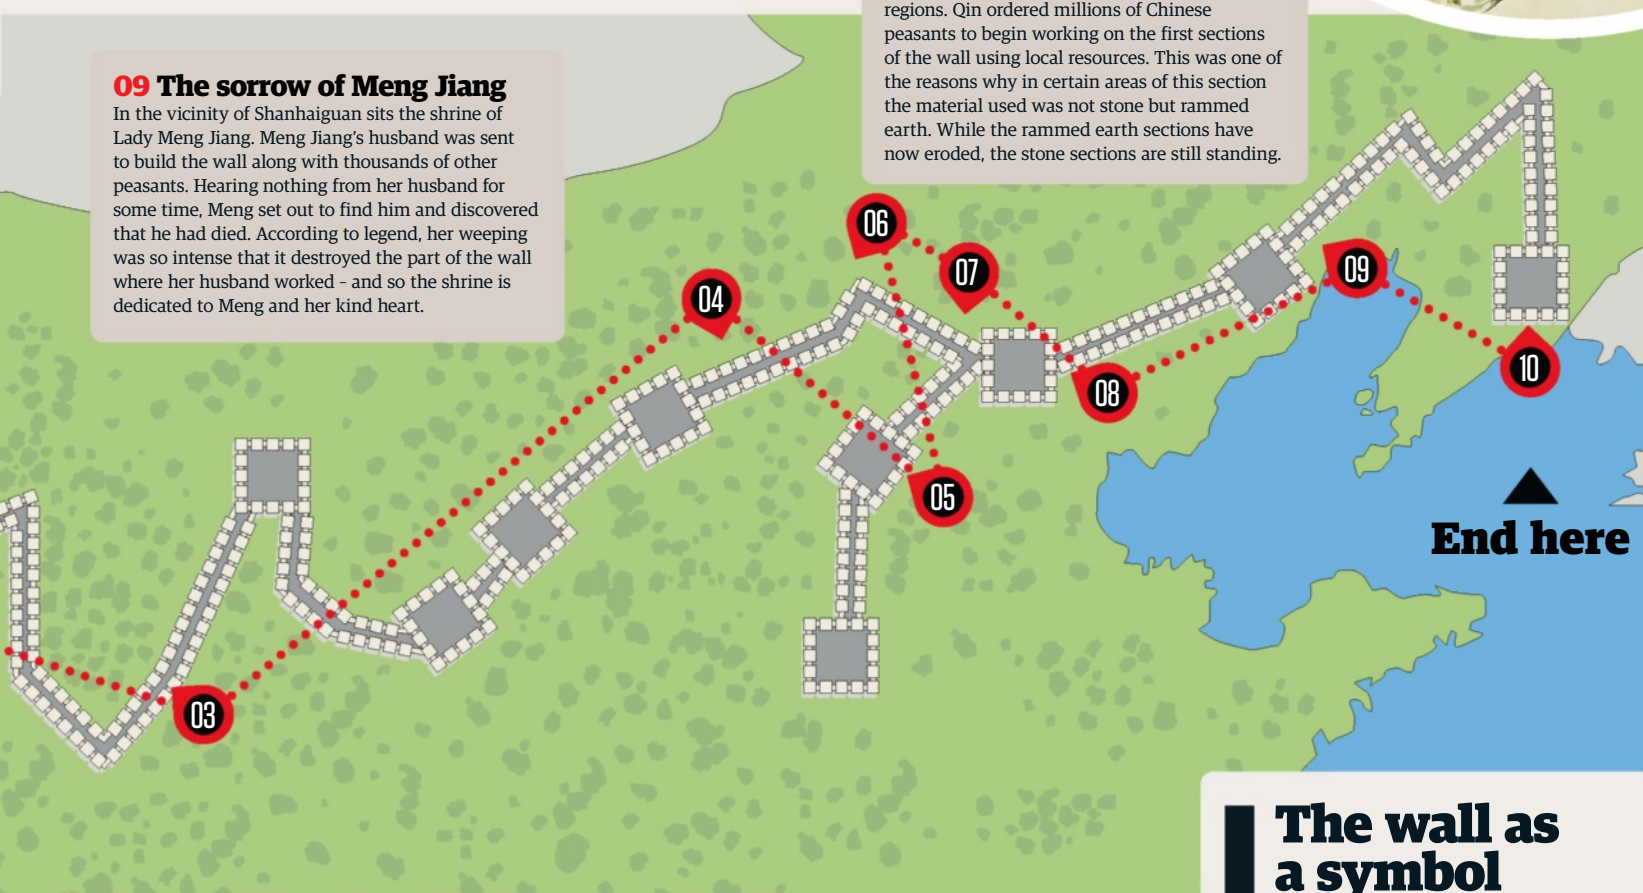 regions. Qin ordered millions of Chinese
peasants to begin working on the first sections
of the wall using local resources. This was one of
the reasons why in certain areas of this section
the material used was not stone but rammed
earth. While the rammed earth sections have
now eroded, the stone sections are still standing.
09 The sorrow of Meng Jiang
In the vicinity of Shanhaiguan sits the shrine of
Lady Meng Jiang. Meng Jiang’s husband was sent
to build the wall along with thousands of other
peasants. Hearing nothing from her husband for
some time, Meng set out to find him and discovered
that he had died. According to legend, her weeping
was so intense that it destroyed the part of the wall
where her husband worked – and so the shrine is
dedicated to Meng and her kind heart.
06
07
09
04
10
08
05
End here
03
The wall as
a symbol